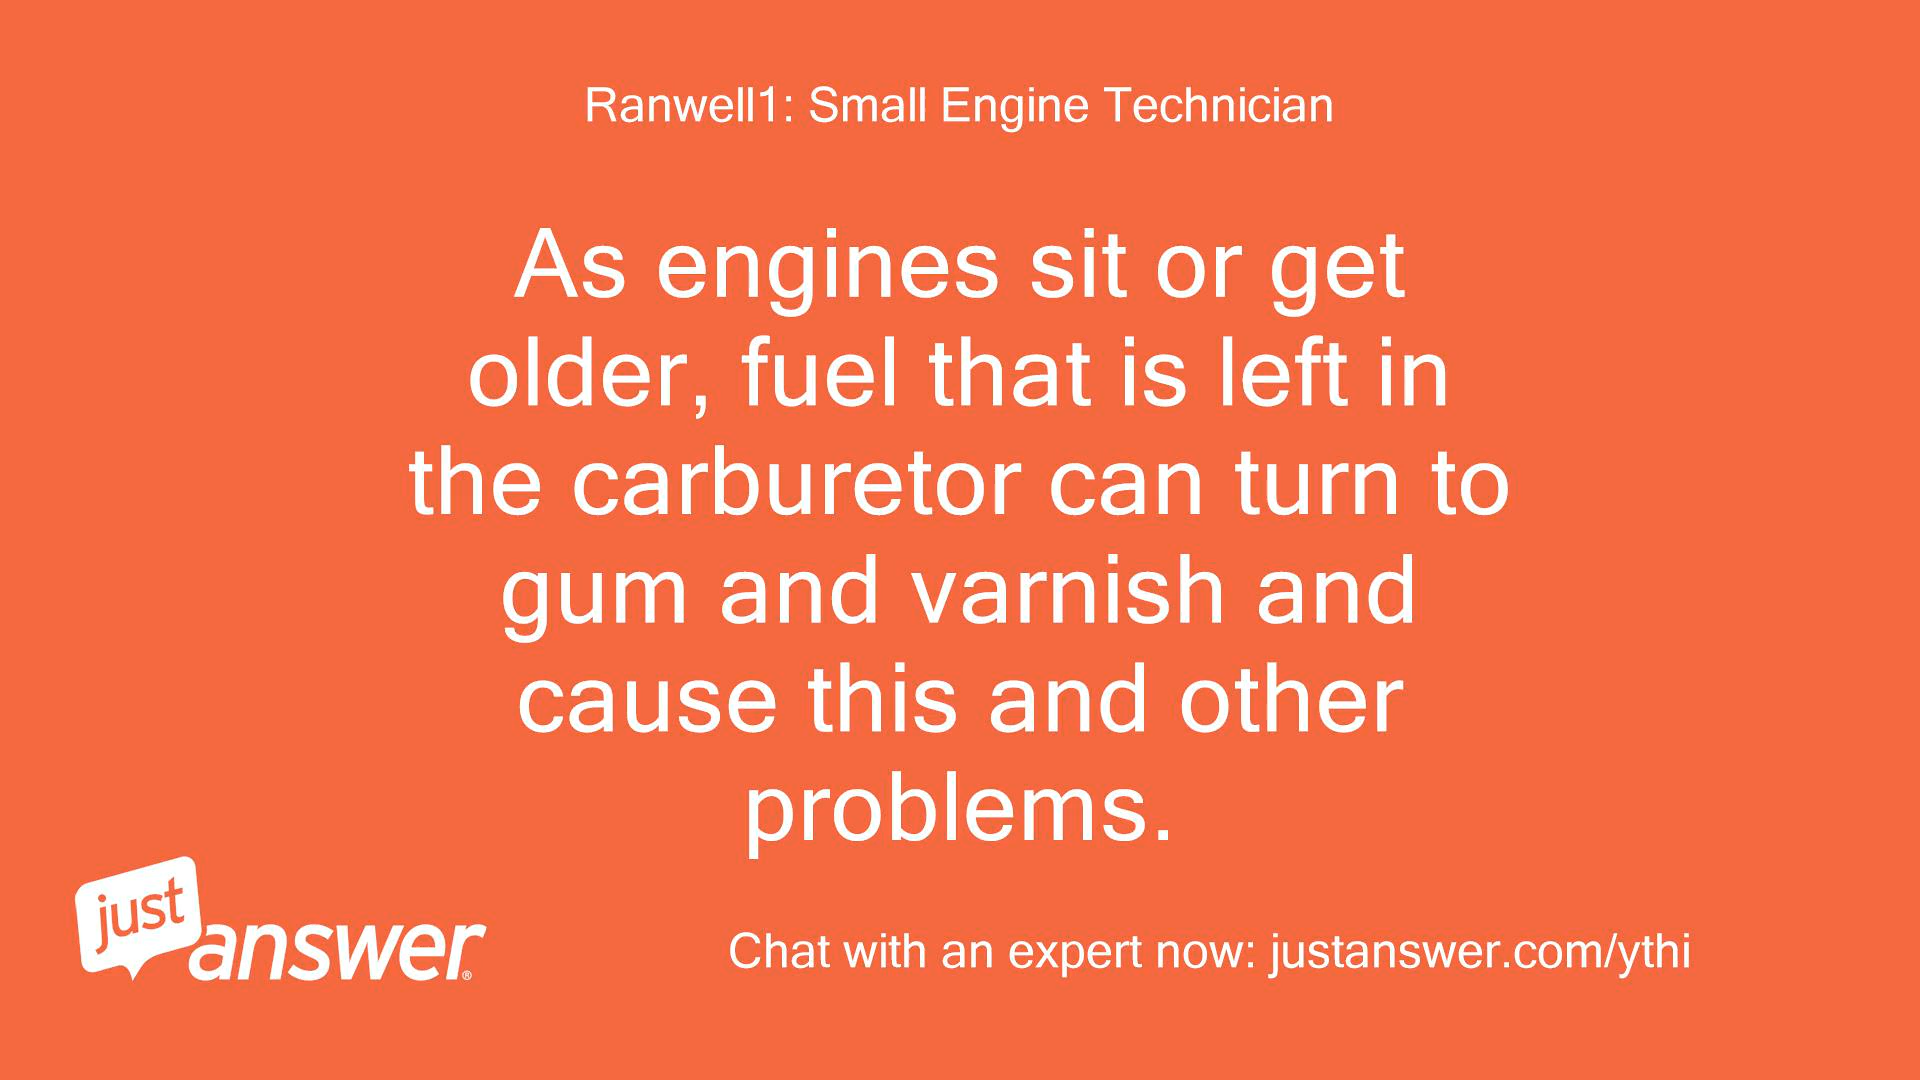 Ranwell1: Small Engine Technician
As engines sit or get
older, fuel that is left in
the carburetor can turn to
gum and varnish and
cause this and other
problems.
just
answer®
Chat with an expert now: justanswer.com/ythi